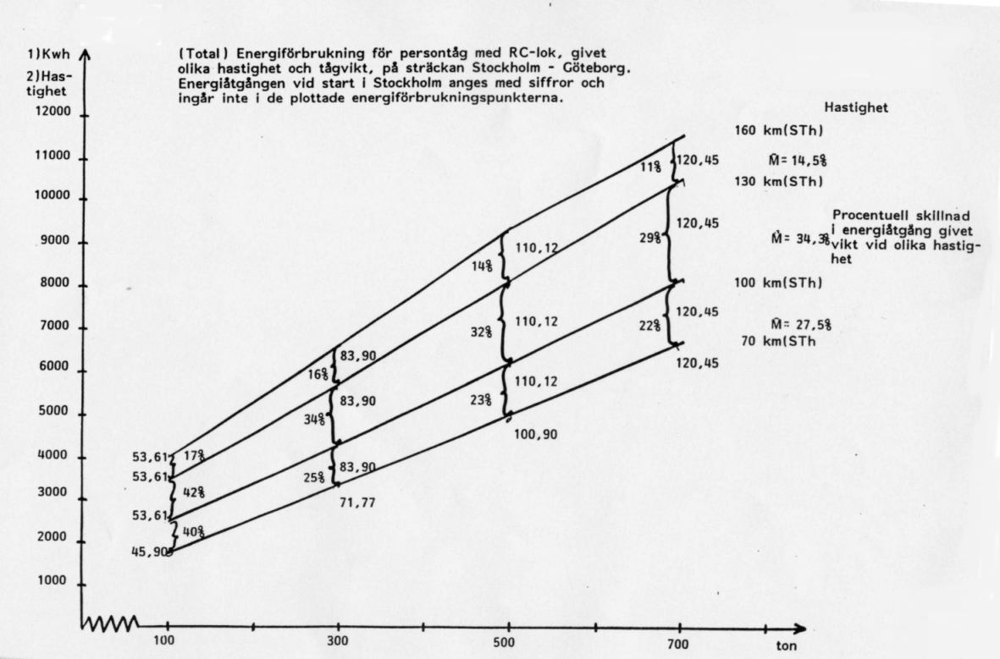 1)Kwh
2)Has-
tighet
(Total) Energiförbrukning för persontåg med RC-lok, givet
olika hastighet och tågvikt, på sträckan Stockholm - Göteborg.
Energiåtgången vid start i Stockholm anges med siffror och
ingår inte i de plottade energiförbrukningspunkterna.
12000
11000
10000
9000
8000
7000
6000
5000
4000
3000
2000
1000
Hastighet
160 km(STh)
11% 120,45 M̂= 14,5%
130 km(STh)
29% 120,45 M̂= 34,3%
Procentuell skillnad
i energiåtgång givet
vikt vid olika hastig-
het
100 km(STh)
22% 120,45 M̂= 27,5%
70 km(STh
120,45
14% 110,12
32% 110,12
23% 110,12
100,90
16% 83,90
34% 83,90
25% 83,90
71,77
53,61 17%
53,61
42%
53,61
40%
45,90
100 300 500 700 ton